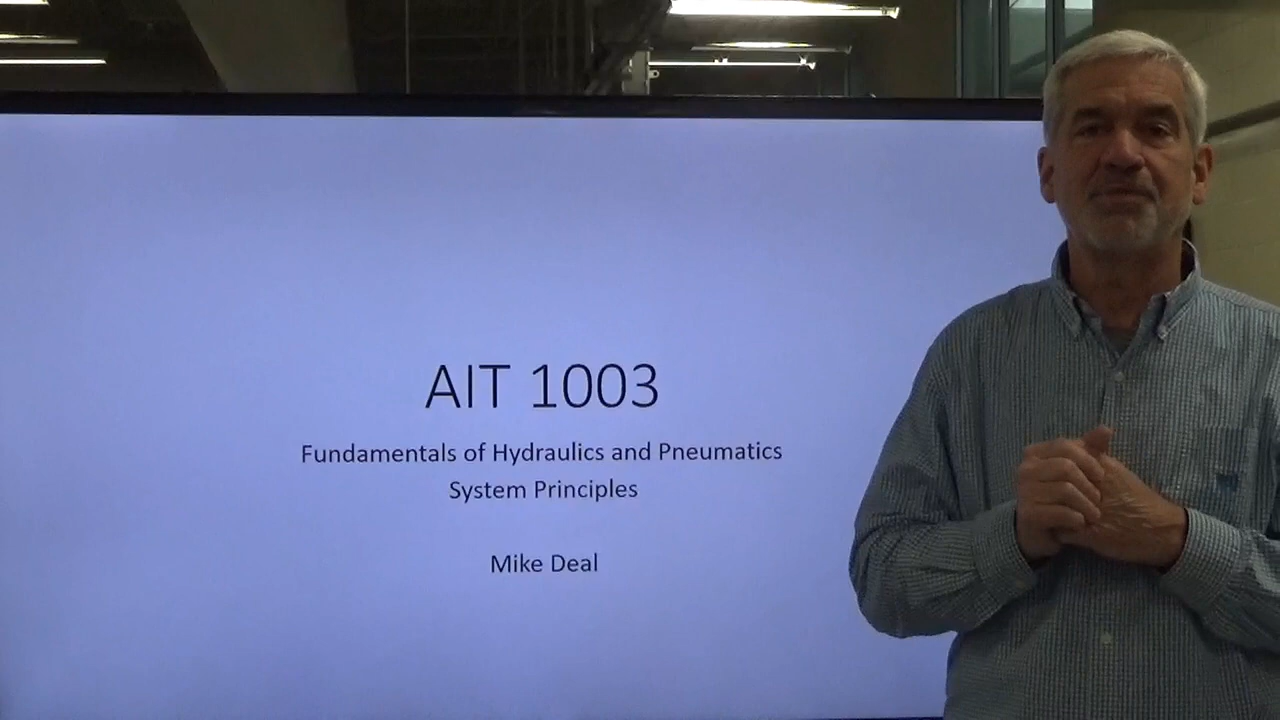 AIT 1003
Fundamentals of Hydraulics and Pneumatics
System Principles
Mike Deal